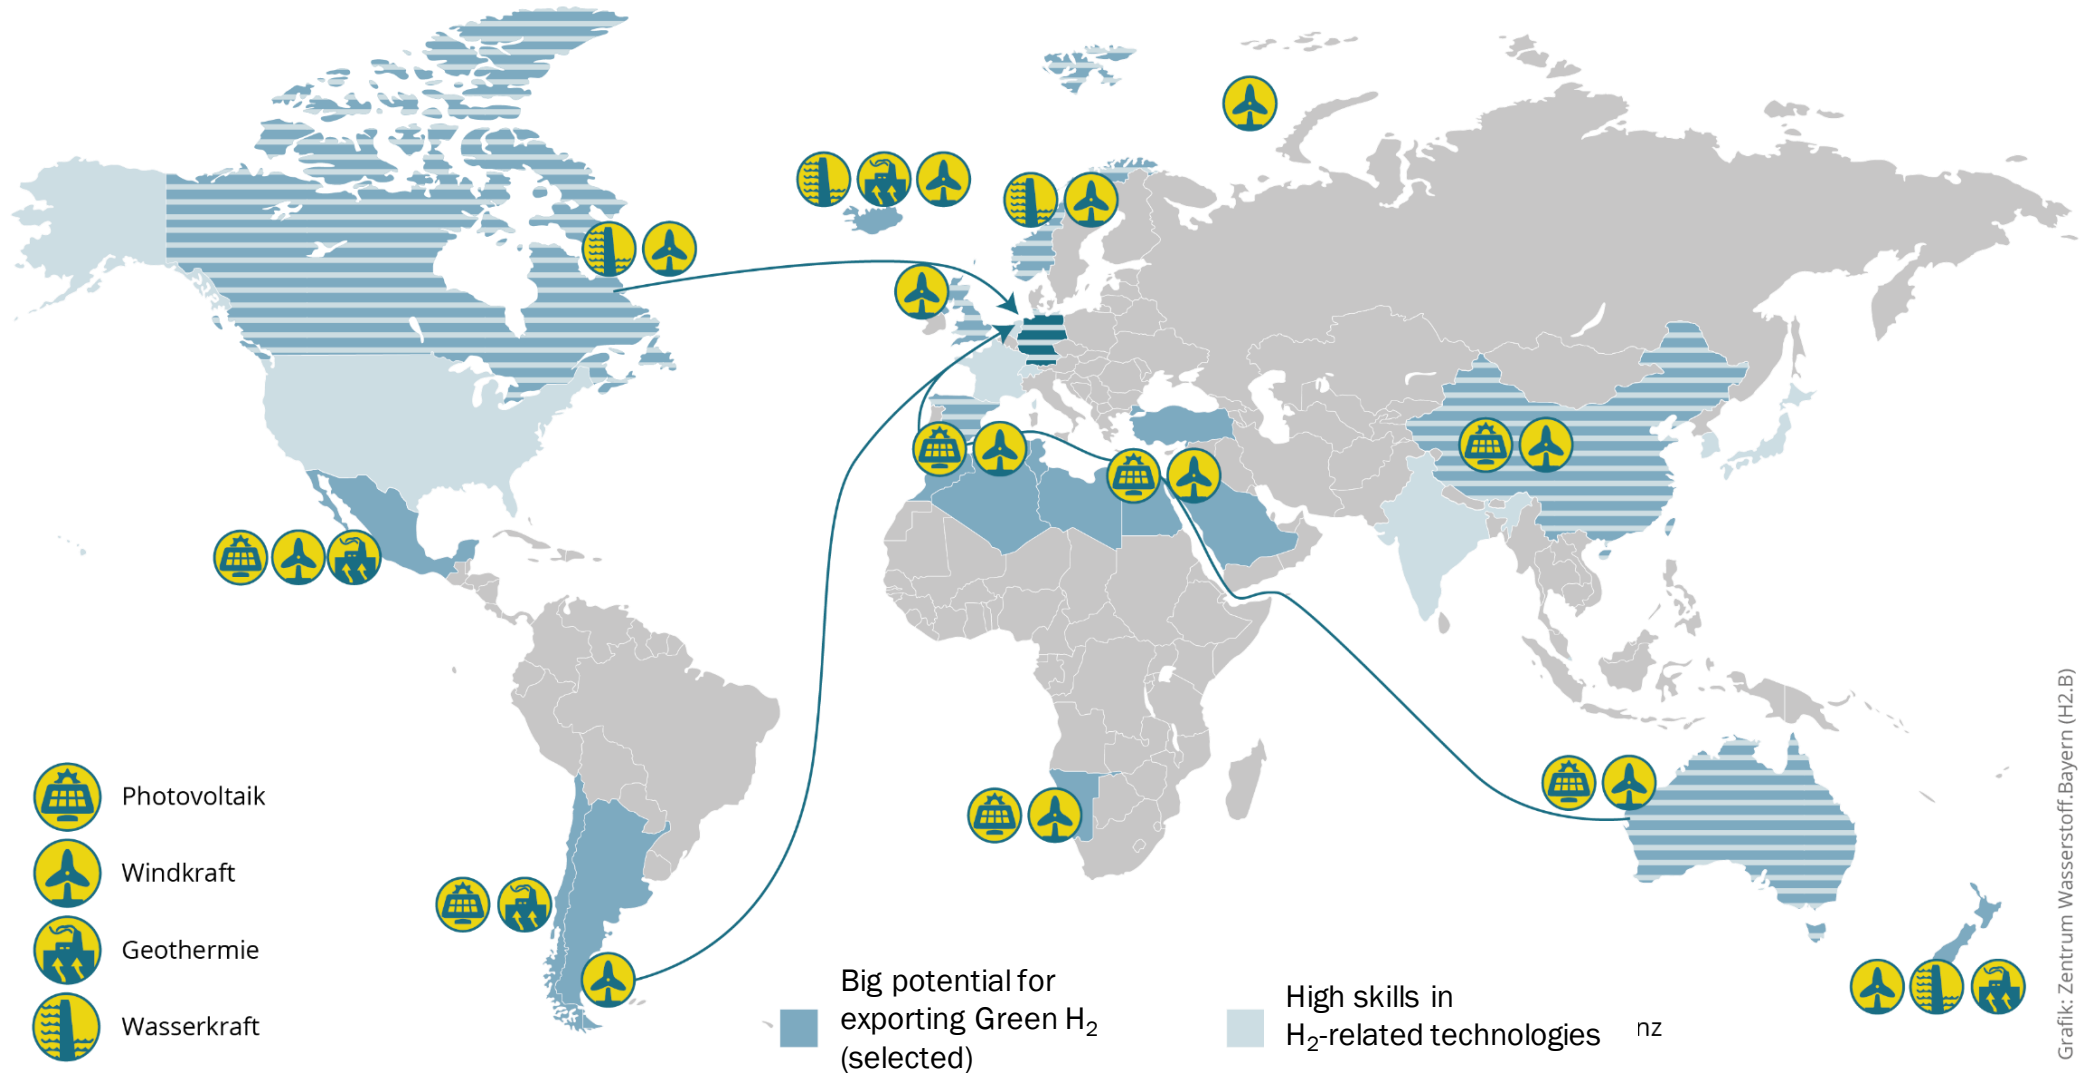 Photovoltaik
Windkraft
Geothermie
Wasserkraft
Big potential for
exporting Green H₂
(selected)
High skills in
H₂-related technologies
nz
Grafik: Zentrum Wasserstoff.Bayern (H2.B)